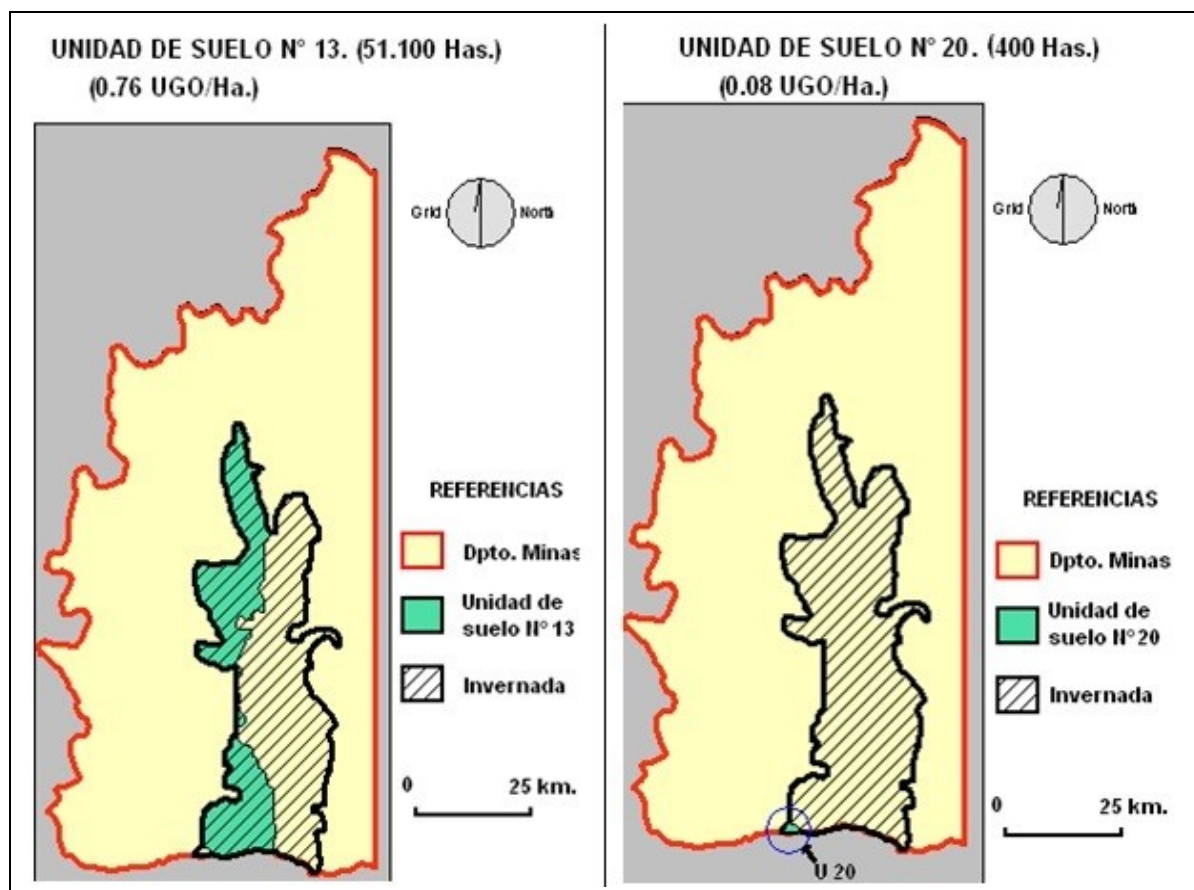 UNIDAD DE SUELO N° 13. (51.100 Has.)
(0.76 UGO/Ha.)
Grid
North
REFERENCIAS
Dpto. Minas
Unidad de
suelo N° 13
Invernada
0 25 km.
UNIDAD DE SUELO N° 20. (400 Has.)
(0.08 UGO/Ha.)
Grid
North
REFERENCIAS
Dpto. Minas
Unidad de
suelo N° 20
Invernada
0 25 km.
U 20